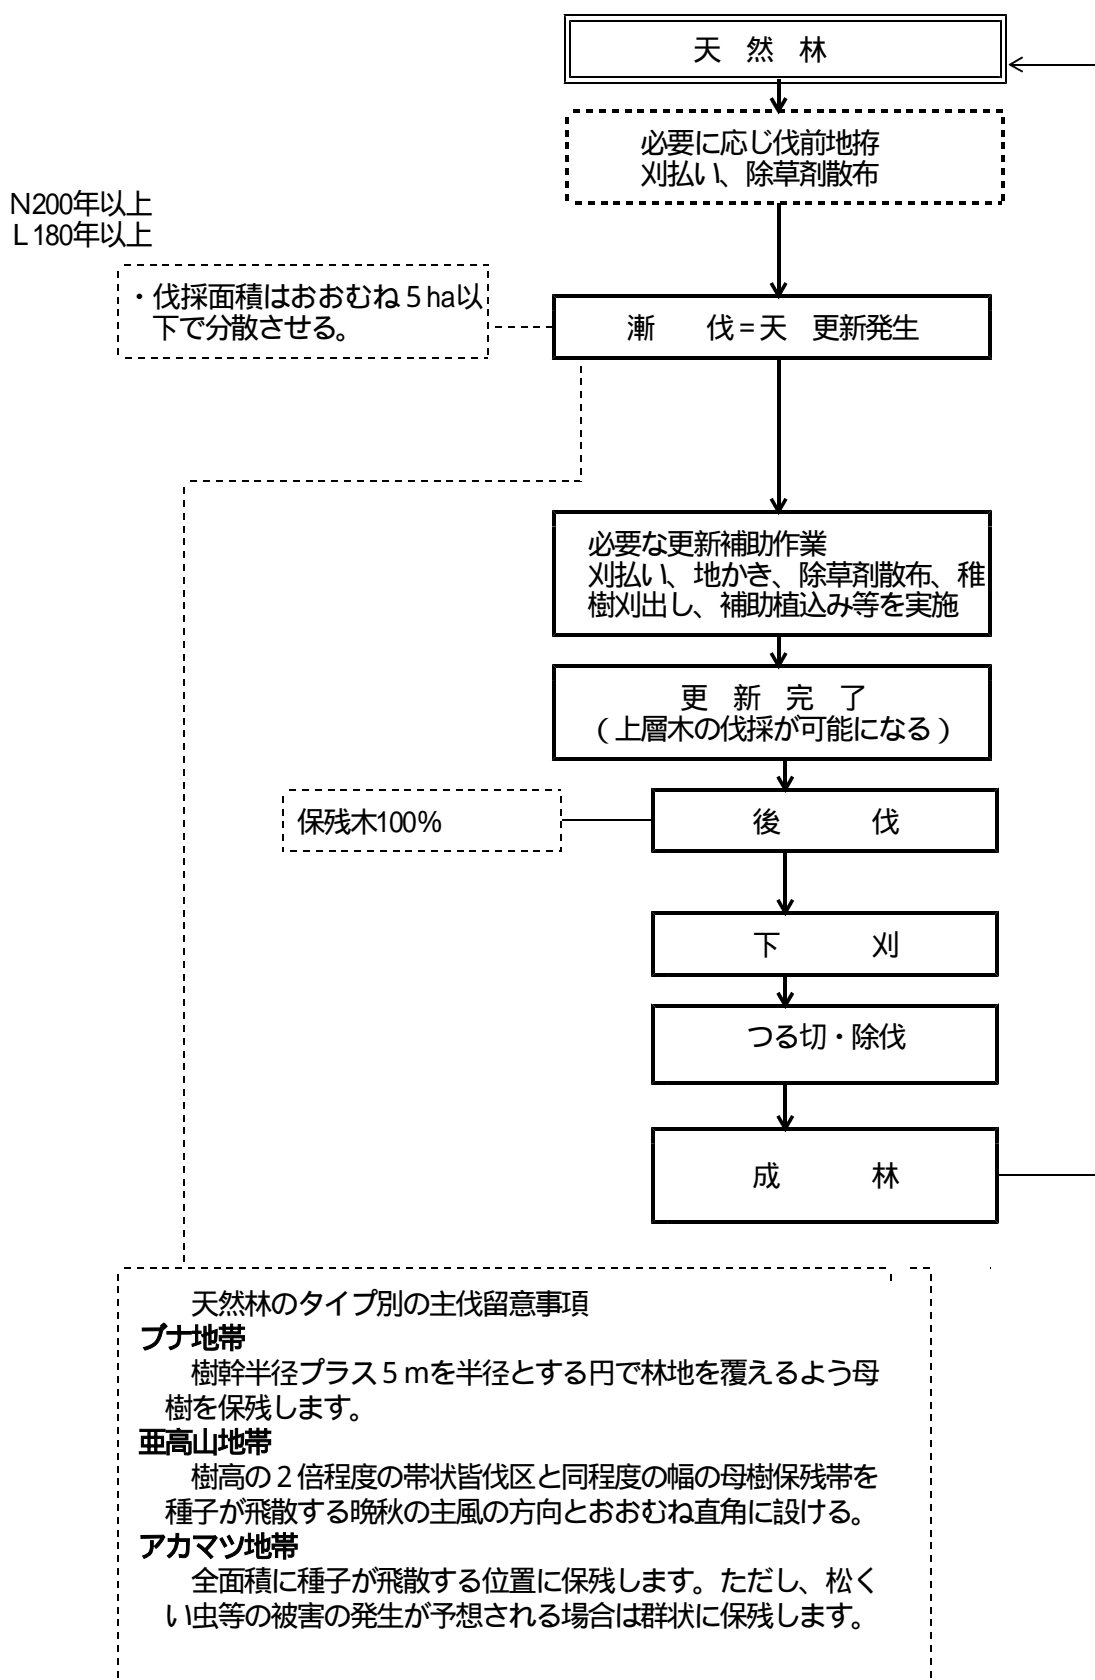 天　然　林
必要に応じ伐前地拵
刈払い、除草剤散布
N200年以上
L180年以上
・伐採面積はおおむね５ha以
下で分散させる。
漸　　伐＝天　更新発生
必要な更新補助作業
刈払い、地かき、除草剤散布、稚
樹刈出し、補助植込み等を実施
更　新　完　了
（上層木の伐採が可能になる）
保残木100%
後　　伐
下　　刈
つる切・除伐
成　　林
天然林のタイプ別の主伐留意事項
ブナ地帯
樹幹半径プラス５ｍを半径とする円で林地を覆えるよう母
樹を保残します。
亜高山地帯
樹高の２倍程度の帯状皆伐区と同程度の幅の母樹保残帯を
種子が飛散する晩秋の主風の方向とおおむね直角に設ける。
アカマツ地帯
全面積に種子が飛散する位置に保残します。ただし、松く
い虫等の被害の発生が予想される場合は群状に保残します。